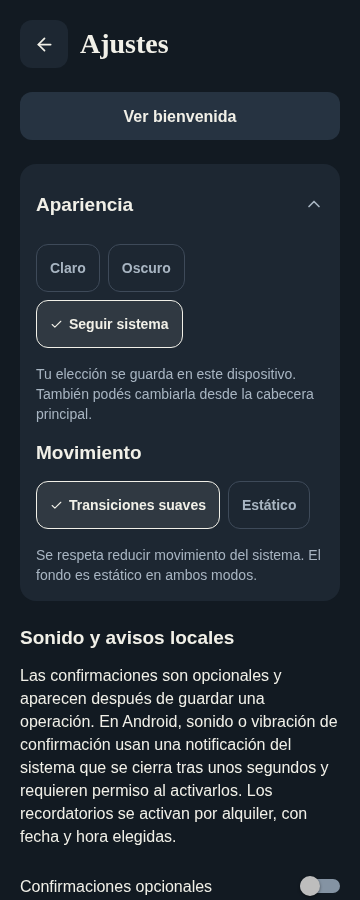 Ajustes
Ver bienvenida
Apariencia
Claro
Oscuro
Seguir sistema
Tu elección se guarda en este dispositivo.
También podés cambiarla desde la cabecera
principal.
Movimiento
Transiciones suaves
Estático
Se respeta reducir movimiento del sistema. El
fondo es estático en ambos modos.
Sonido y avisos locales
Las confirmaciones son opcionales y
aparecen después de guardar una
operación. En Android, sonido o vibración de
confirmación usan una notificación del
sistema que se cierra tras unos segundos y
requieren permiso al activarlos. Los
recordatorios se activan por alquiler, con
fecha y hora elegidas.
Confirmaciones opcionales